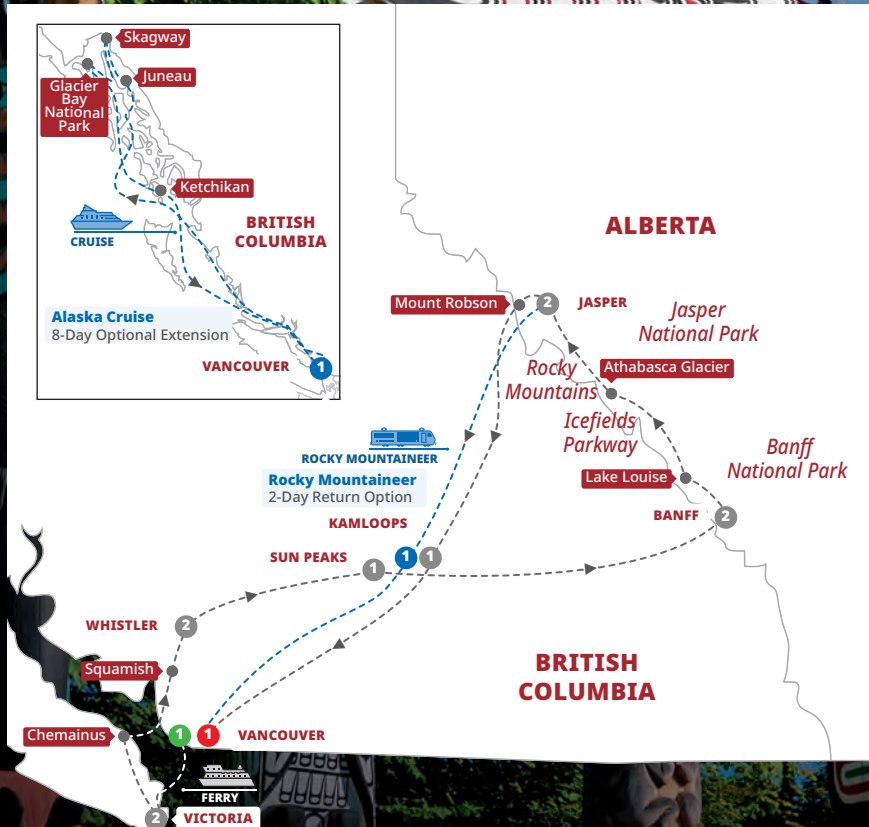 Skagway
Juneau
Glacier
Bay
National
Park
Ketchikan
CRUISE
BRITISH
COLUMBIA
Alaska Cruise
8-Day Optional Extension
VANCOUVER
1
ALBERTA
Mount Robson
2
JASPER
Jasper
National Park
Rocky
Mountains
Athabasca Glacier
Icefields
Parkway
Banff
National Park
Lake Louise
BANFF
2
ROCKY MOUNTAINEER
Rocky Mountaineer
2-Day Return Option
KAMLOOPS
1
1
SUN PEAKS
1
WHISTLER
2
Squamish
BRITISH
COLUMBIA
Chemainus
1
1
VANCOUVER
FERRY
2
VICTORIA